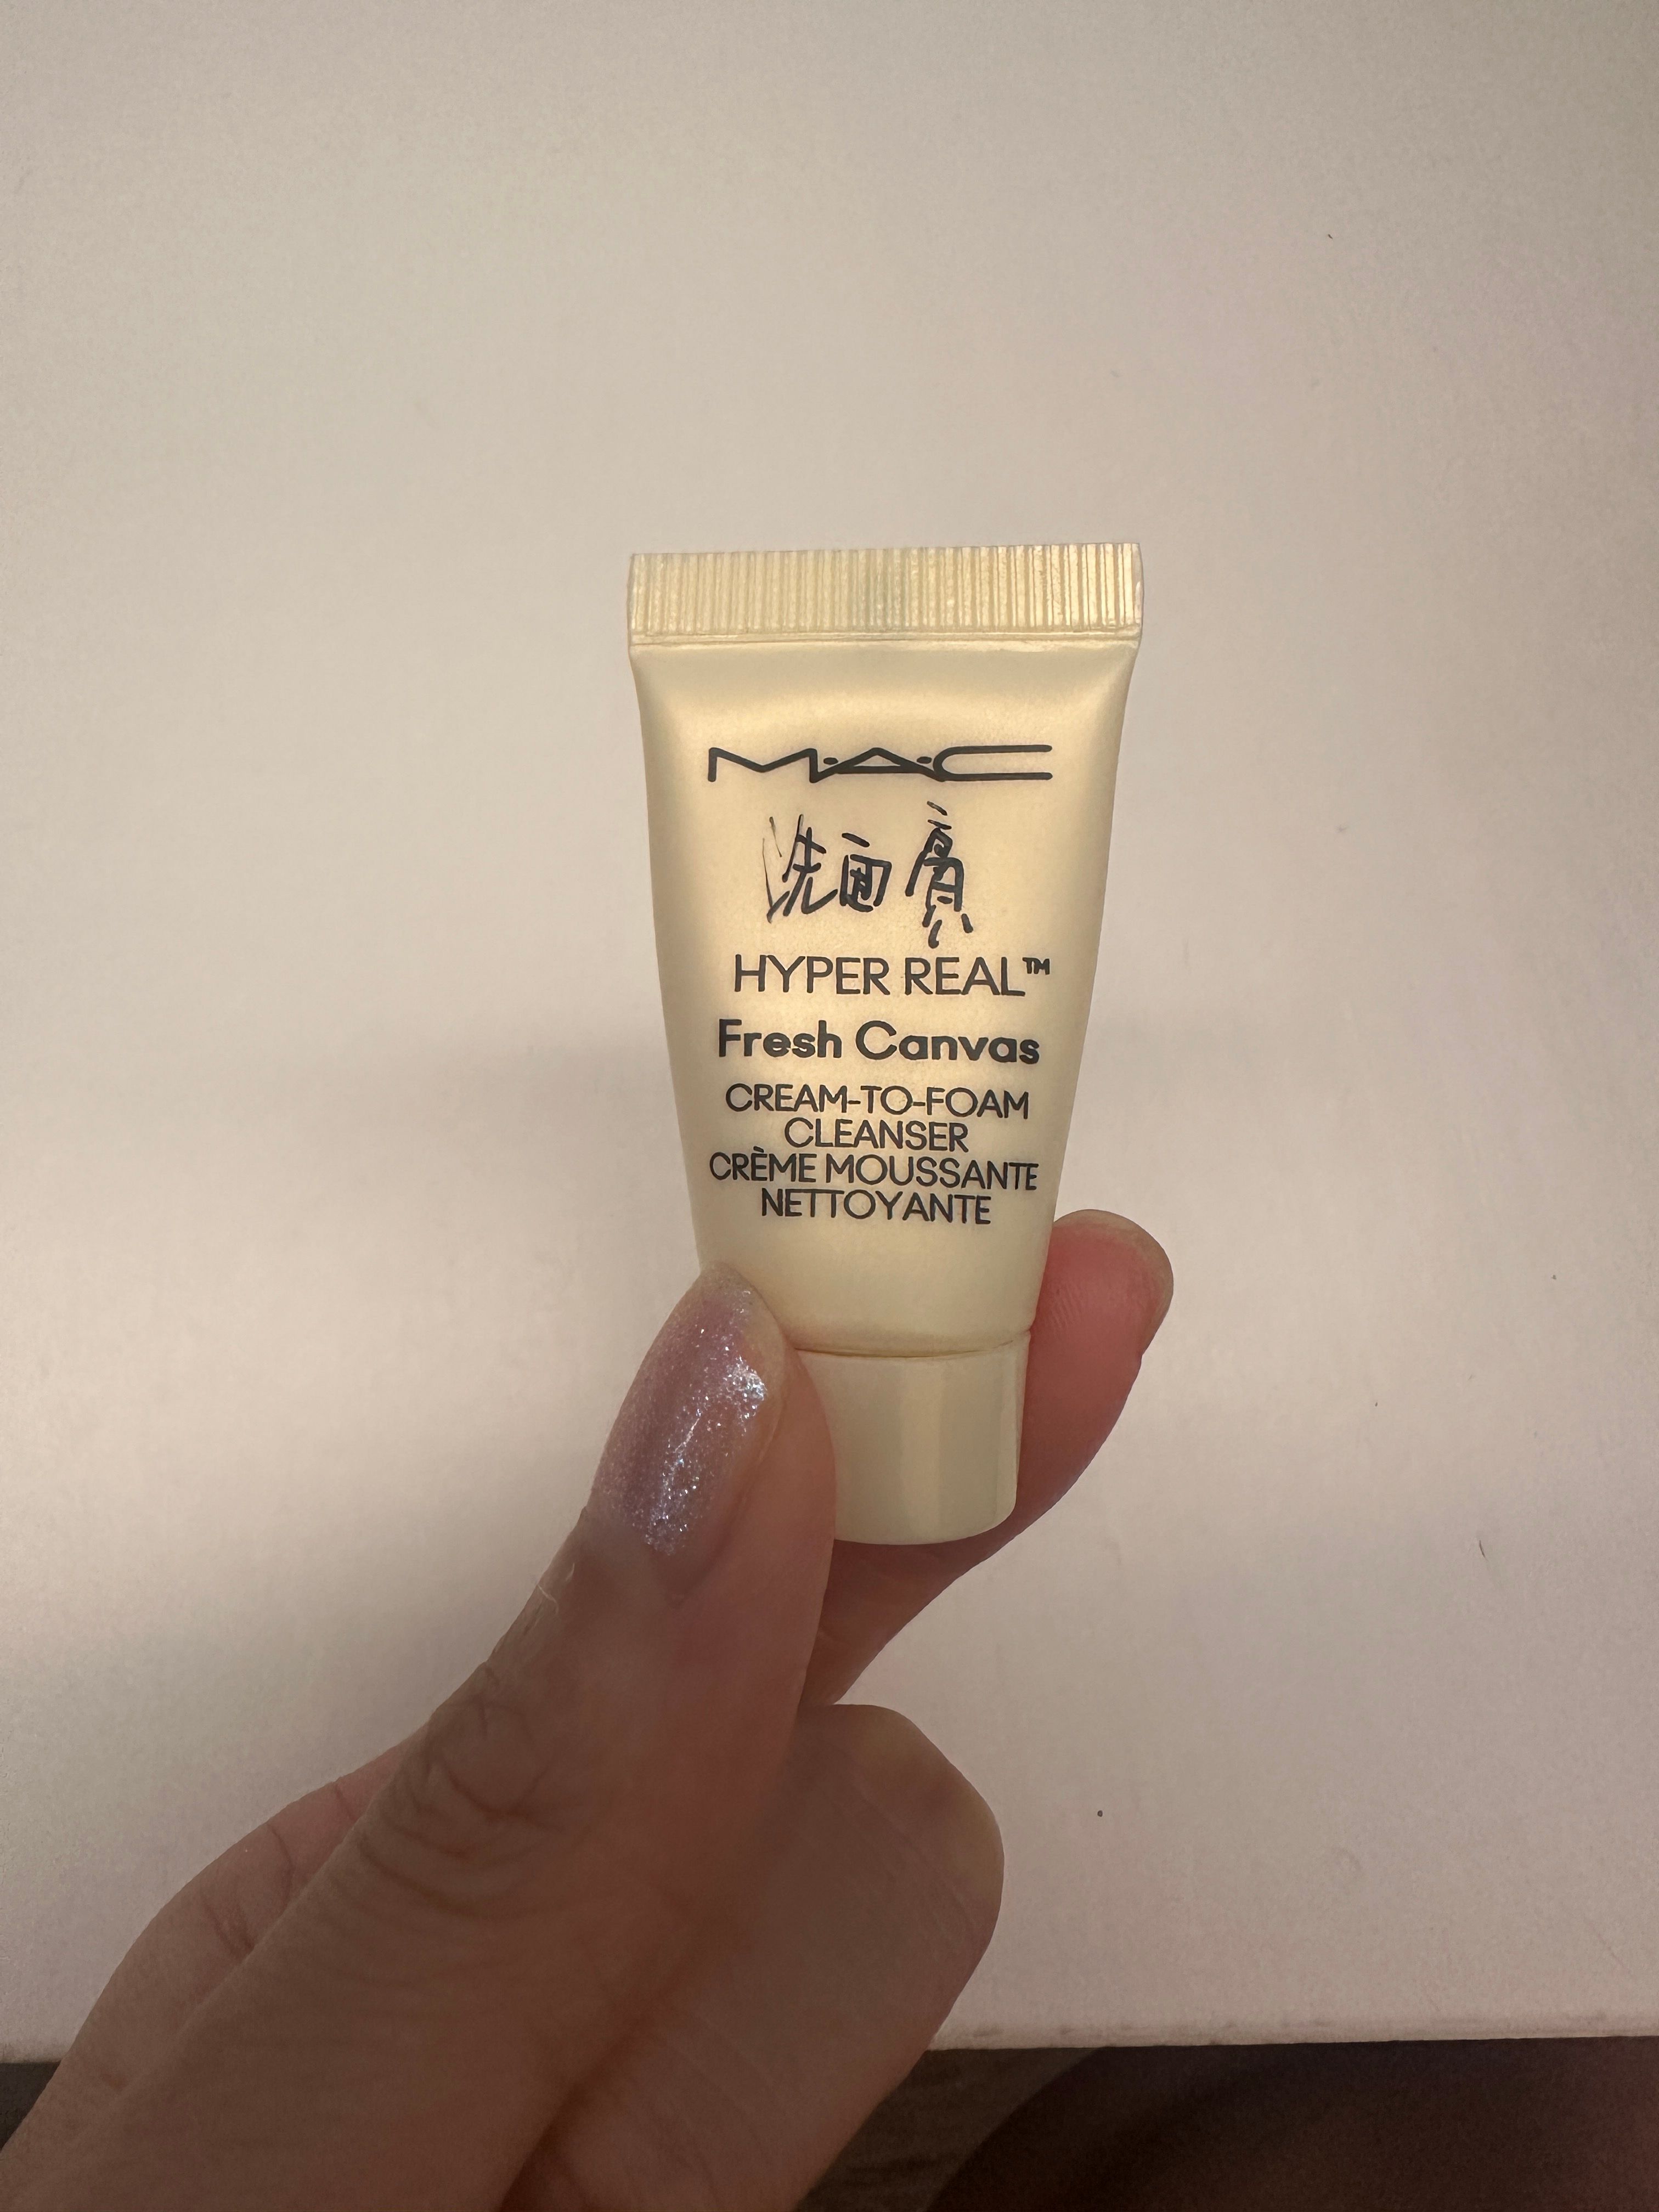 M·A·C
洗面膏
HYPER REAL™
Fresh Canvas
CREAM-TO-FOAM
CLEANSER
CRÈME MOUSSANTE
NETTOYANTE